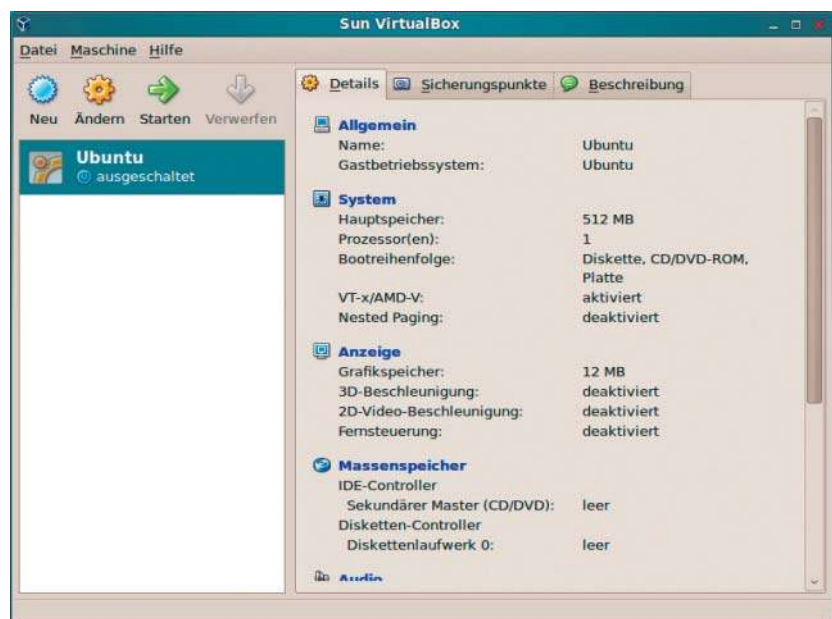 Sun VirtualBox
Datei Maschine Hilfe
Neu Ändern Starten Verwerfen
Ubuntu
ausgeschaltet
Details Sicherungspunkte Beschreibung
Allgemein
Name: Ubuntu
Gastbetriebssystem: Ubuntu
System
Hauptspeicher: 512 MB
Prozessor(en): 1
Bootreihenfolge: Diskette, CD/DVD-ROM,
Platte
VT-x/AMD-V: aktiviert
Nested Paging: deaktiviert
Anzeige
Grafikspeicher: 12 MB
3D-Beschleunigung: deaktiviert
2D-Video-Beschleunigung: deaktiviert
Fernsteuerung: deaktiviert
Massenspeicher
IDE-Controller
Sekundärer Master (CD/DVD): leer
Disketten-Controller
Diskettenlaufwerk 0: leer
Audio